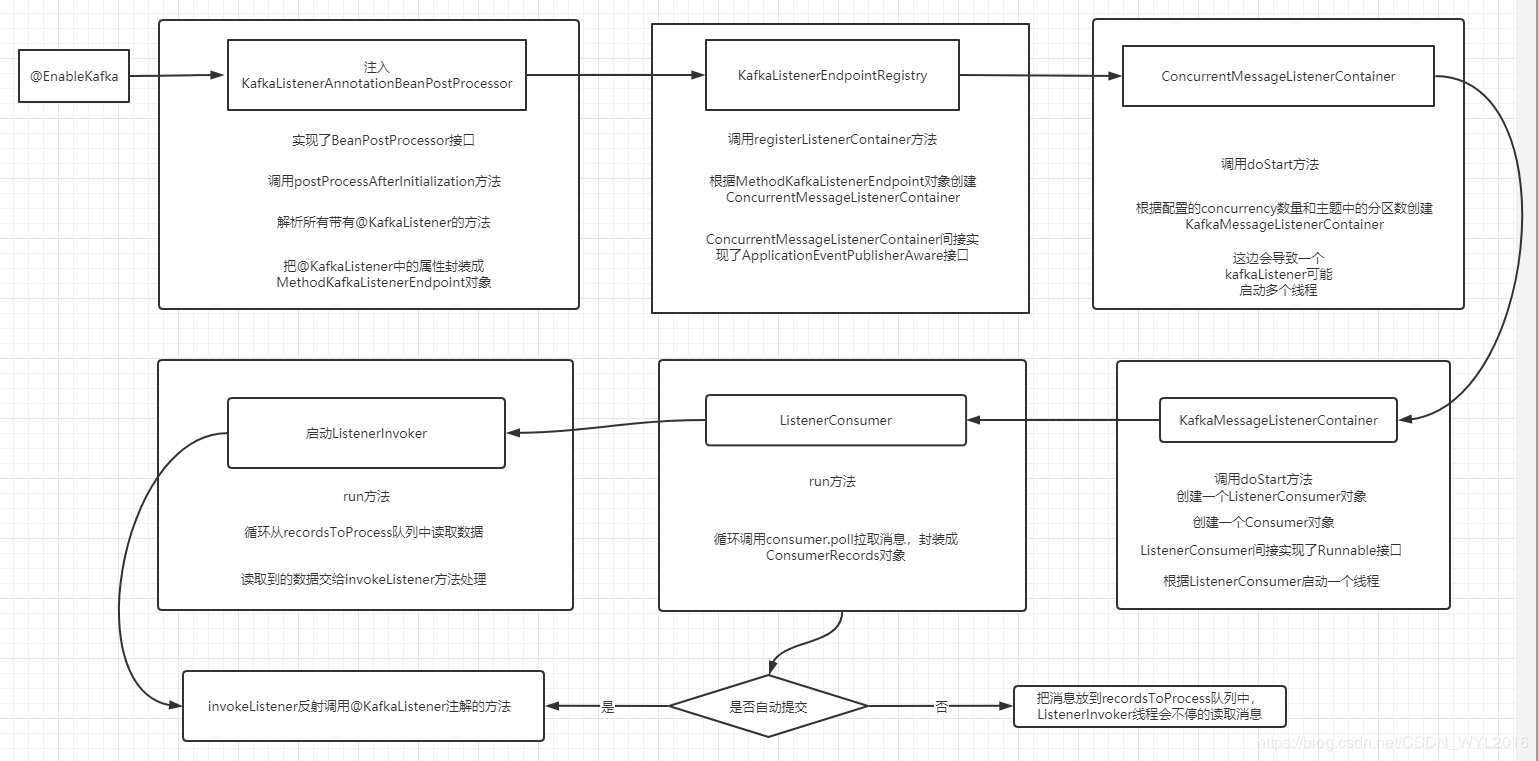 @EnableKafka
注入
KafkaListenerAnnotationBeanPostProcessor
实现了BeanPostProcessor接口
调用postProcessAfterInitialization方法
解析所有带有@KafkaListener的方法
把@KafkaListener中的属性封装成
MethodKafkaListenerEndpoint对象
KafkaListenerEndpointRegistry
调用registerListenerContainer方法
根据MethodKafkaListenerEndpoint对象创建
ConcurrentMessageListenerContainer
ConcurrentMessageListenerContainer间接实
现了ApplicationEventPublisherAware接口
ConcurrentMessageListenerContainer
调用doStart方法
根据配置的concurrency数量和主题中的分区数创建
KafkaMessageListenerContainer
这边会导致一个
kafkaListener可能
启动多个线程
KafkaMessageListenerContainer
调用doStart方法
创建一个ListenerConsumer对象
创建一个Consumer对象
ListenerConsumer间接实现了Runnable接口
根据ListenerConsumer启动一个线程
ListenerConsumer
run方法
循环调用consumer.poll拉取消息，封装成
ConsumerRecords对象
启动ListenerInvoker
run方法
循环从recordsToProcess队列中读取数据
读取到的数据交给invokeListener方法处理
invokeListener反射调用@KafkaListener注解的方法
是
是否自动提交
否
把消息放到recordsToProcess队列中，
ListenerInvoker线程会不停的读取消息
https://blog.csdn.net/CSDN_WYL2016